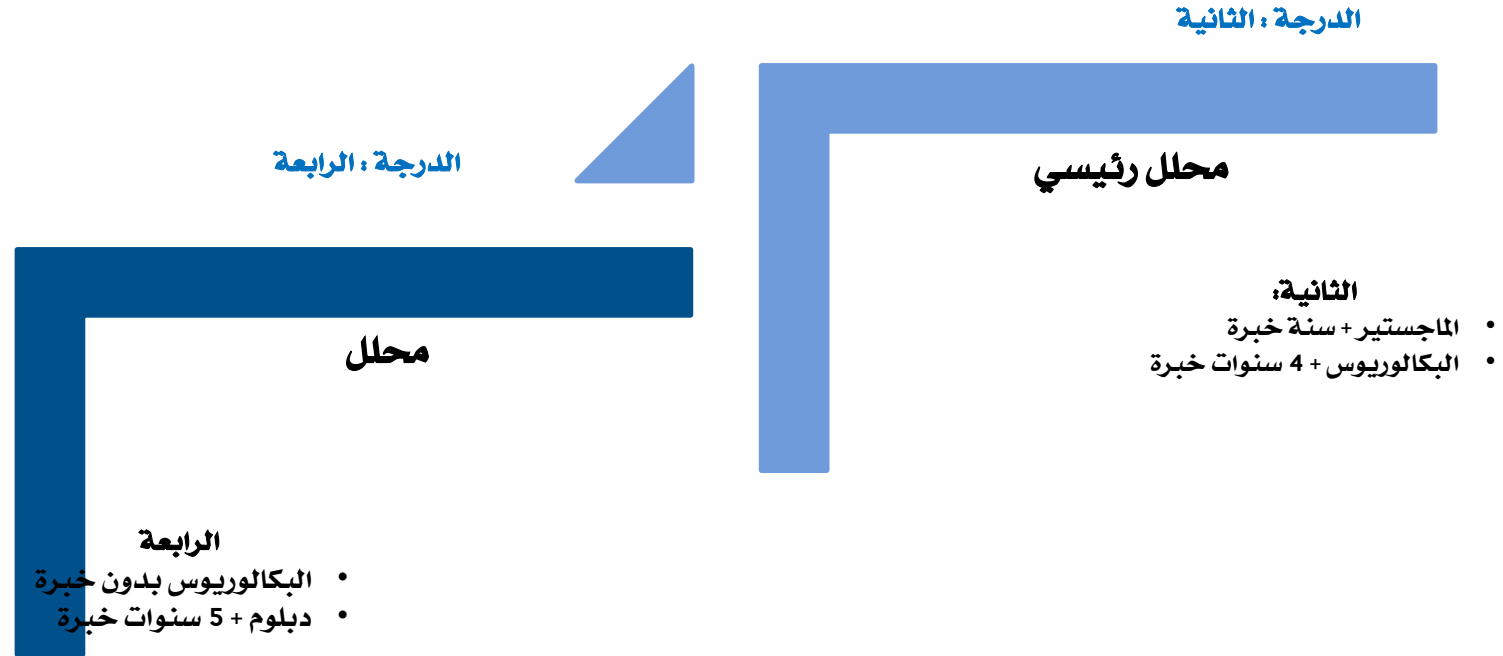 الدرجة : الثانية
محلل رئيسي
الثانية:
• الماجستير + سنة خبرة
• البكالوريوس + 4 سنوات خبرة
الدرجة : الرابعة
محلل
الرابعة
• البكالوريوس بدون خبرة
• دبلوم + 5 سنوات خبرة